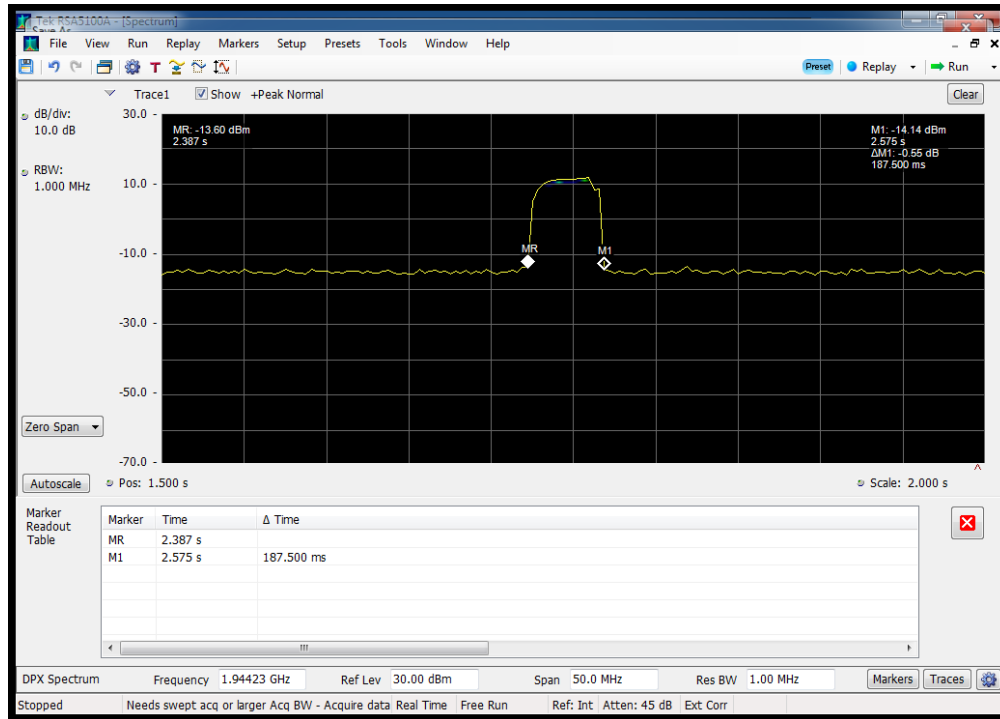 Tek RSA5100A - [Spectrum]
Save As
File View Run Replay Markers Setup Presets Tools Window Help
T Preset Replay Run
Trace1 Show +Peak Normal Clear
dB/div:
10.0 dB
RBW:
1.000 MHz
30.0
10.0
-10.0
-30.0
-50.0
-70.0
MR: -13.60 dBm
2.387 s
M1: -14.14 dBm
2.575 s
ΔM1: -0.55 dB
187.500 ms
MR
M1
Zero Span
Autoscale Pos: 1.500 s Scale: 2.000 s
Marker
Readout
Table
Marker Time Δ Time
MR 2.387 s
M1 2.575 s 187.500 ms
DPX Spectrum Frequency 1.94423 GHz Ref Lev 30.00 dBm Span 50.0 MHz Res BW 1.00 MHz Markers Traces
Stopped Needs swept acq or larger Acq BW - Acquire data Real Time Free Run Ref: Int Atten: 45 dB Ext Corr